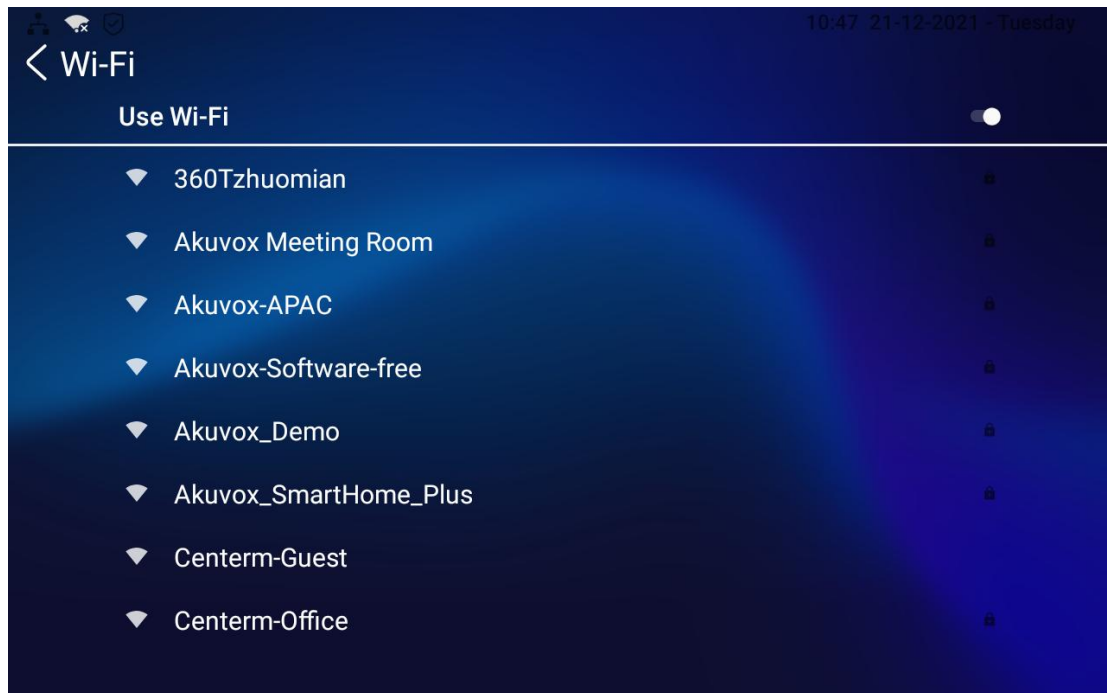 10:47 21-12-2021 - Tuesday
Wi-Fi
Use Wi-Fi
360Tzhuomian
Akuvox Meeting Room
Akuvox-APAC
Akuvox-Software-free
Akuvox_Demo
Akuvox_SmartHome_Plus
Centerm-Guest
Centerm-Office